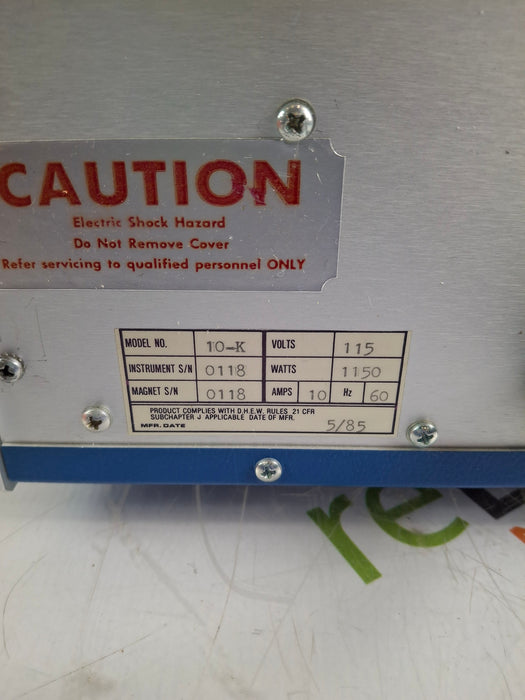 CAUTION
Electric Shock Hazard
Do Not Remove Cover
Refer servicing to qualified personnel ONLY
MODEL NO. 10-K VOLTS 115
INSTRUMENT S/N 0118 WATTS 1150
MAGNET S/N 0118 AMPS 10 Hz 60
PRODUCT COMPLIES WITH D.H.E.W. RULES 21 CFR
SUBCHAPTER J APPLICABLE DATE OF MFR.
MFR. DATE 5/85
re